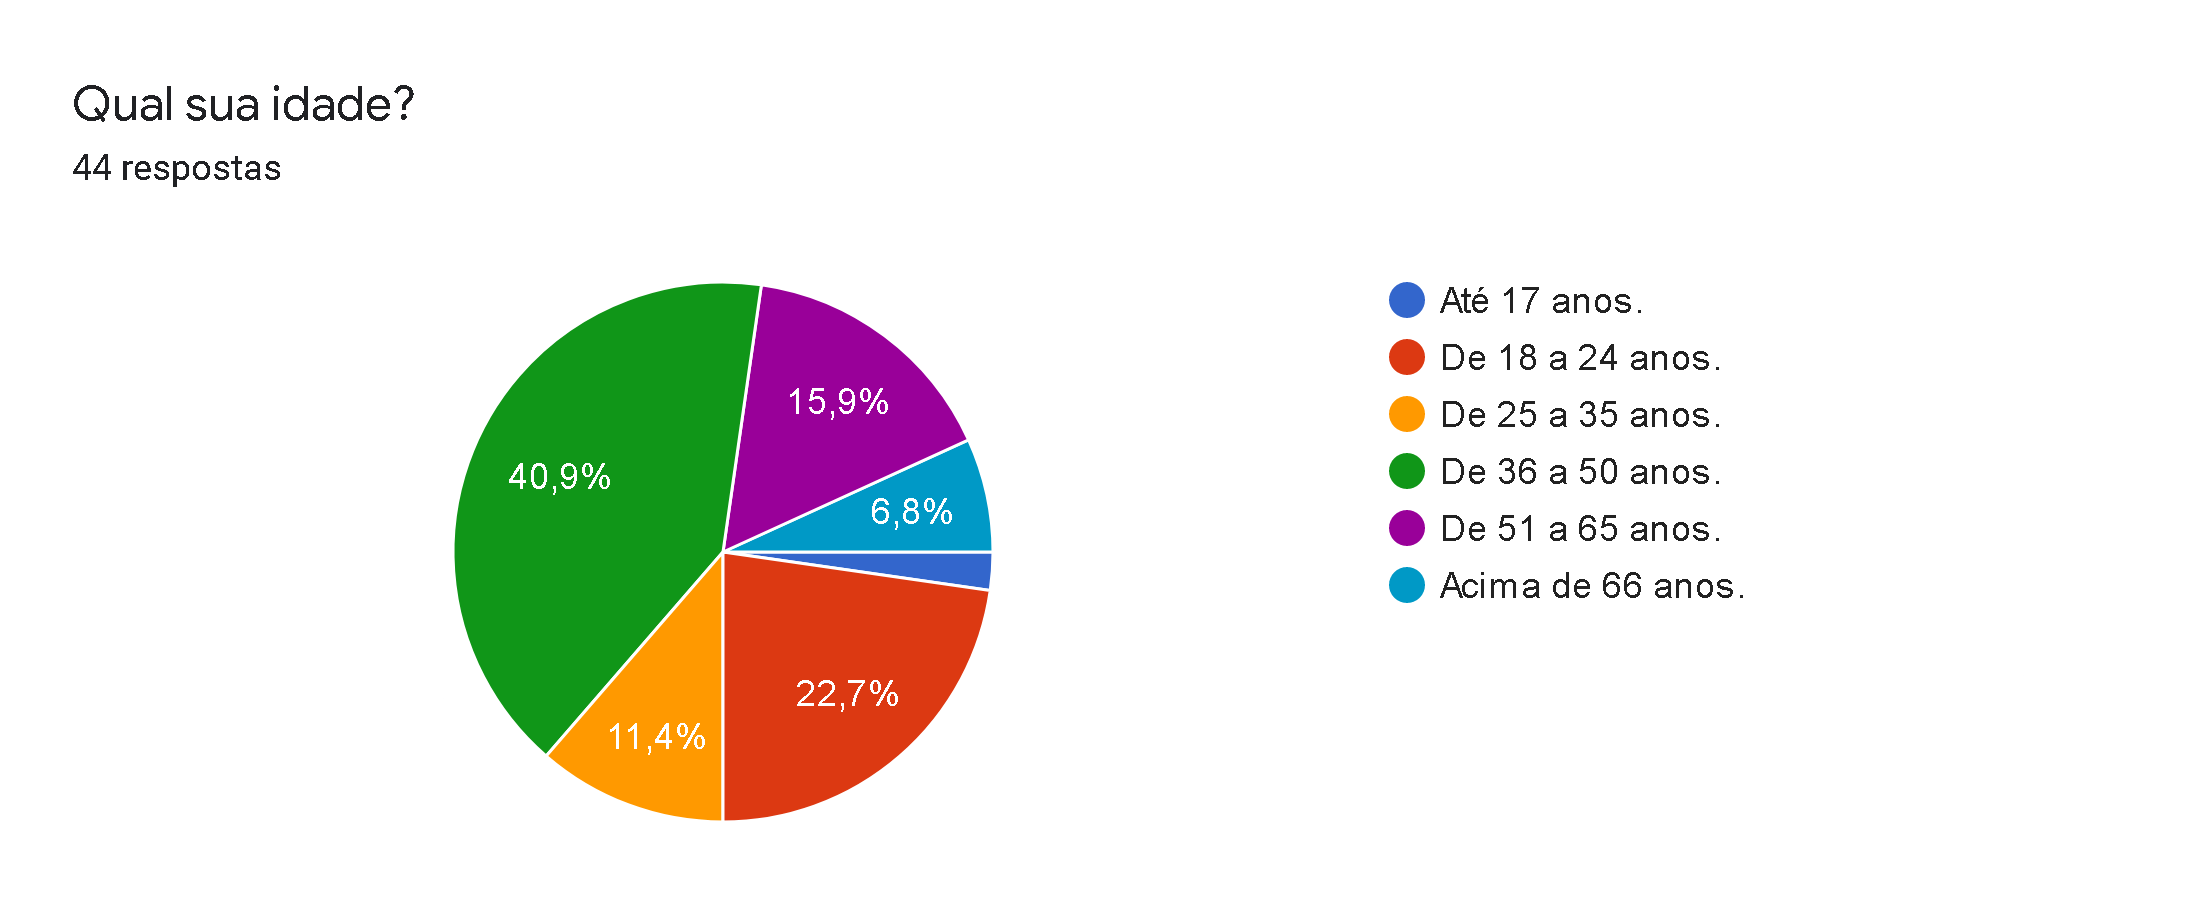 Qual sua idade?
44 respostas
15,9%
40,9%
6,8%
22,7%
11,4%
Até 17 anos.
De 18 a 24 anos.
De 25 a 35 anos.
De 36 a 50 anos.
De 51 a 65 anos.
Acima de 66 anos.